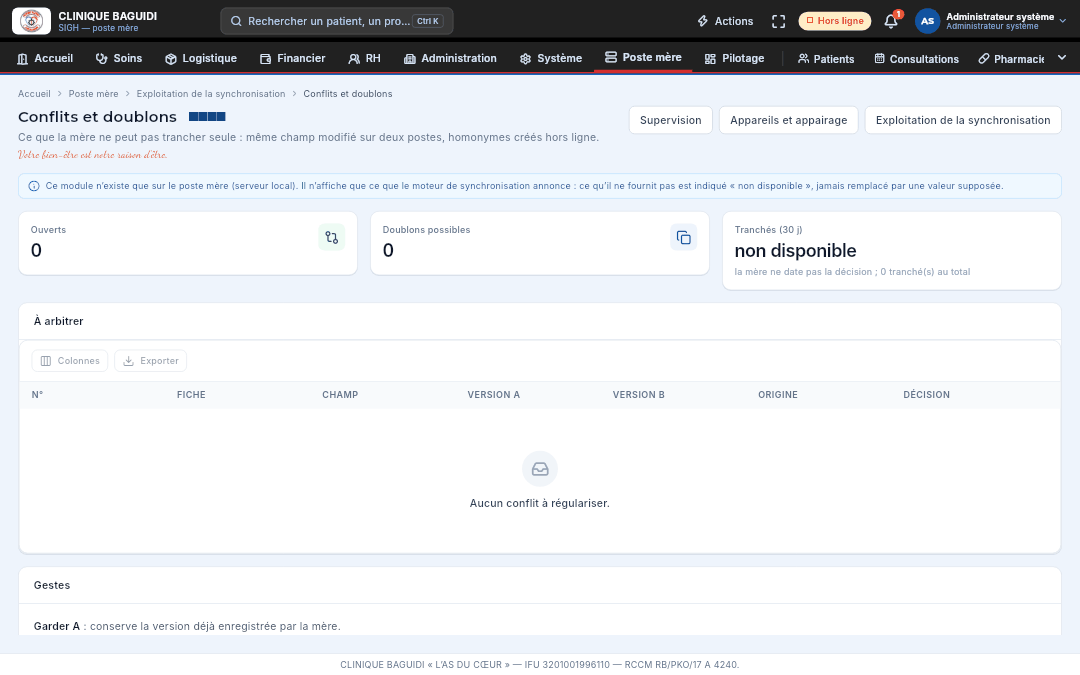 CLINIQUE BAGUIDI
SIGH — poste mère
Rechercher un patient, un pro... Ctrl K
Actions
Hors ligne
1
AS
Administrateur système
Administrateur système
Accueil
Soins
Logistique
Financier
RH
Administration
Système
Poste mère
Pilotage
Patients
Consultations
Pharmacie
Accueil > Poste mère > Exploitation de la synchronisation > Conflits et doublons
Conflits et doublons
Ce que la mère ne peut pas trancher seule : même champ modifié sur deux postes, homonymes créés hors ligne.
Votre bien-être est notre raison d'être.
Supervision
Appareils et appairage
Exploitation de la synchronisation
Ce module n'existe que sur le poste mère (serveur local). Il n'affiche que ce que le moteur de synchronisation annonce : ce qu'il ne fournit pas est indiqué « non disponible », jamais remplacé par une valeur supposée.
Ouverts
0
Doublons possibles
0
Tranchés (30 j)
non disponible
la mère ne date pas la décision ; 0 tranché(s) au total
À arbitrer
Colonnes
Exporter
N° FICHE CHAMP VERSION A VERSION B ORIGINE DÉCISION
Aucun conflit à régulariser.
Gestes
Garder A : conserve la version déjà enregistrée par la mère.
CLINIQUE BAGUIDI « L'AS DU CŒUR » — IFU 3201001996110 — RCCM RB/PKO/17 A 4240.